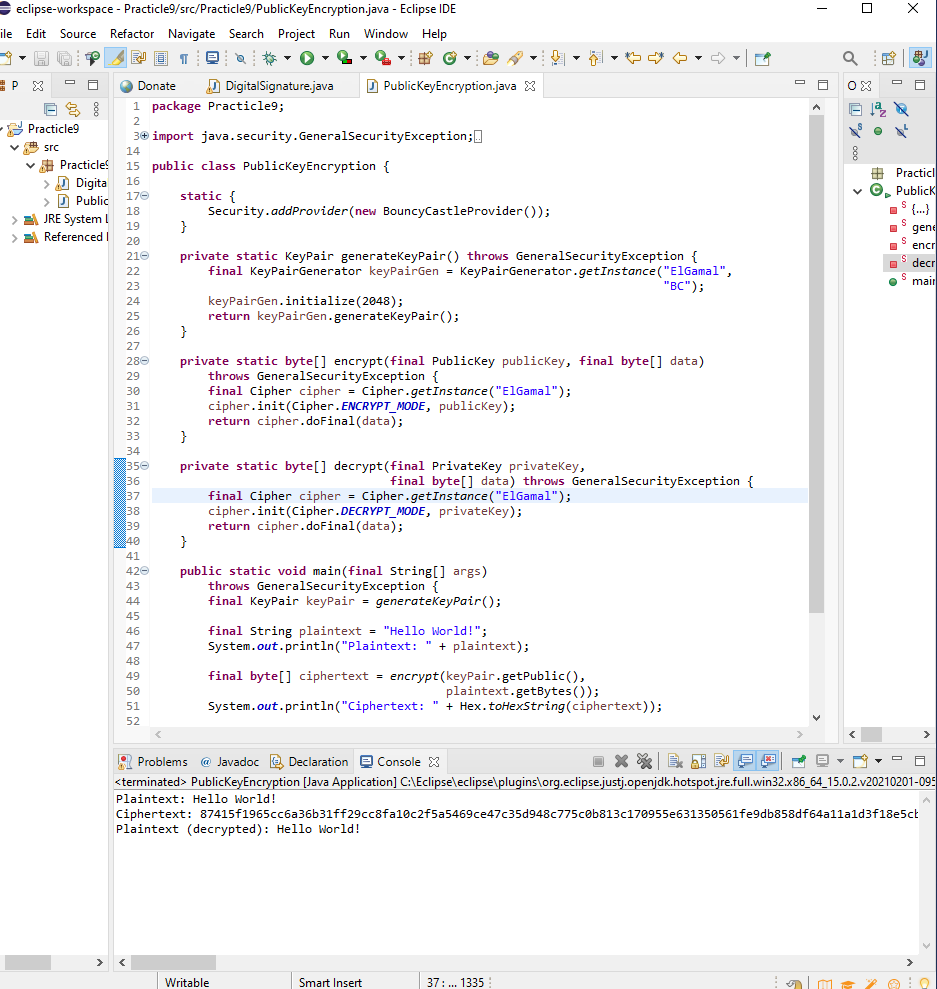 eclipse-workspace - Practicle9/src/Practicle9/PublicKeyEncryption.java - Eclipse IDE
ile Edit Source Refactor Navigate Search Project Run Window Help
P
Donate DigitalSignature.java PublicKeyEncryption.java
O
Practicle9
src
Practicle9
Digita
Public
JRE System L
Referenced l
1 package Practicle9;
2
3 import java.security.GeneralSecurityException;
14
15 public class PublicKeyEncryption {
16
17 static {
18 Security.addProvider(new BouncyCastleProvider());
19 }
20
21 private static KeyPair generateKeyPair() throws GeneralSecurityException {
22 final KeyPairGenerator keyPairGen = KeyPairGenerator.getInstance("ElGamal",
23 "BC");
24 keyPairGen.initialize(2048);
25 return keyPairGen.generateKeyPair();
26 }
27
28 private static byte[] encrypt(final PublicKey publicKey, final byte[] data)
29 throws GeneralSecurityException {
30 final Cipher cipher = Cipher.getInstance("ElGamal");
31 cipher.init(Cipher.ENCRYPT_MODE, publicKey);
32 return cipher.doFinal(data);
33 }
34
35 private static byte[] decrypt(final PrivateKey privateKey,
36 final byte[] data) throws GeneralSecurityException {
37 final Cipher cipher = Cipher.getInstance("ElGamal");
38 cipher.init(Cipher.DECRYPT_MODE, privateKey);
39 return cipher.doFinal(data);
40 }
41
42 public static void main(final String[] args)
43 throws GeneralSecurityException {
44 final KeyPair keyPair = generateKeyPair();
45
46 final String plaintext = "Hello World!";
47 System.out.println("Plaintext: " + plaintext);
48
49 final byte[] ciphertext = encrypt(keyPair.getPublic(),
50 plaintext.getBytes());
51 System.out.println("Ciphertext: " + Hex.toHexString(ciphertext));
52
Practicl
PublicK
{...}
gene
encr
decr
mair
Problems Javadoc Declaration Console
<terminated> PublicKeyEncryption [Java Application] C:\Eclipse\eclipse\plugins\org.eclipse.justj.openjdk.hotspot.jre.full.win32.x86_64_15.0.2.v20210201-095
Plaintext: Hello World!
Ciphertext: 87415f1965cc6a36b31ff29cc8fa10c2f5a5469ce47c35d948c775c0b813c170955e631350561fe9db858df64a11a1d3f18e5cb
Plaintext (decrypted): Hello World!
Writable Smart Insert 37 : ... 1335